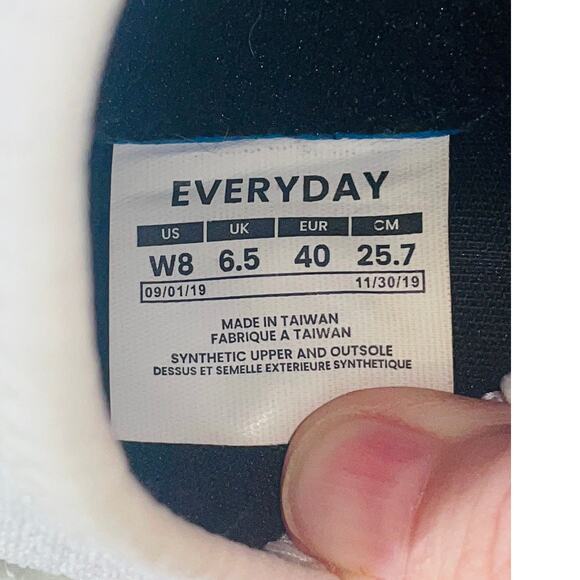 EVERYDAY
US UK EUR CM
W8 6.5 40 25.7
09/01/19 11/30/19
MADE IN TAIWAN
FABRIQUE A TAIWAN
SYNTHETIC UPPER AND OUTSOLE
DESSUS ET SEMELLE EXTERIEURE SYNTHETIQUE